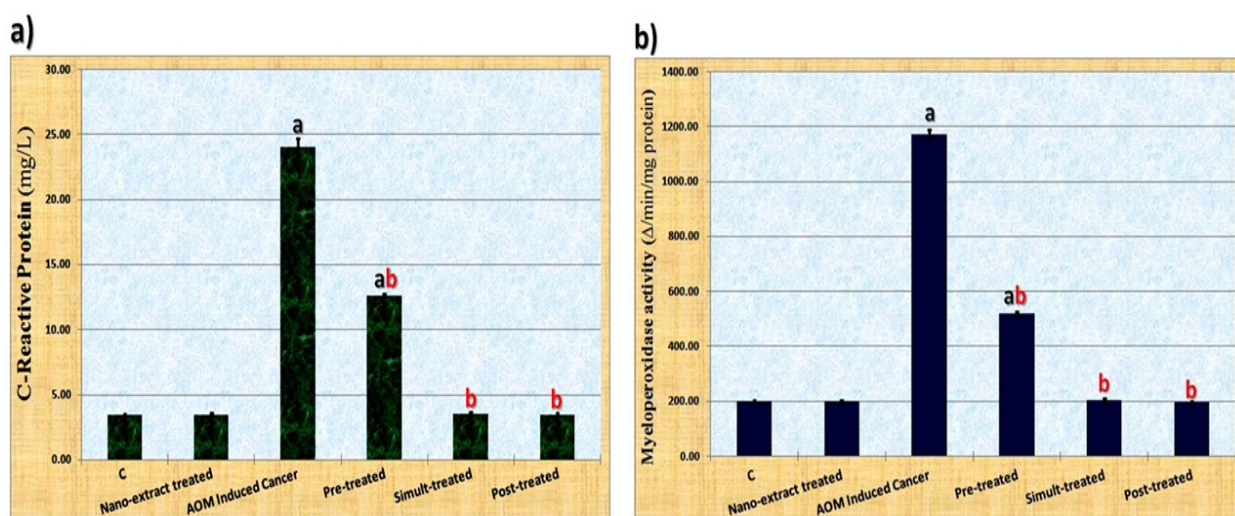 a)
C-Reactive Protein (mg/L)
30.00
25.00
20.00
15.00
10.00
5.00
0.00
a
ab
b
b
C
Nano-extract treated
AOM Induced Cancer
Pre-treated
Simult-treated
Post-treated
b)
Myeloperoxidase activity (Δ/min/mg protein)
1400.00
1200.00
1000.00
800.00
600.00
400.00
200.00
0.00
a
ab
b
b
C
Nano-extract treated
AOM Induced Cancer
Pre-treated
Simult-treated
Post-treated